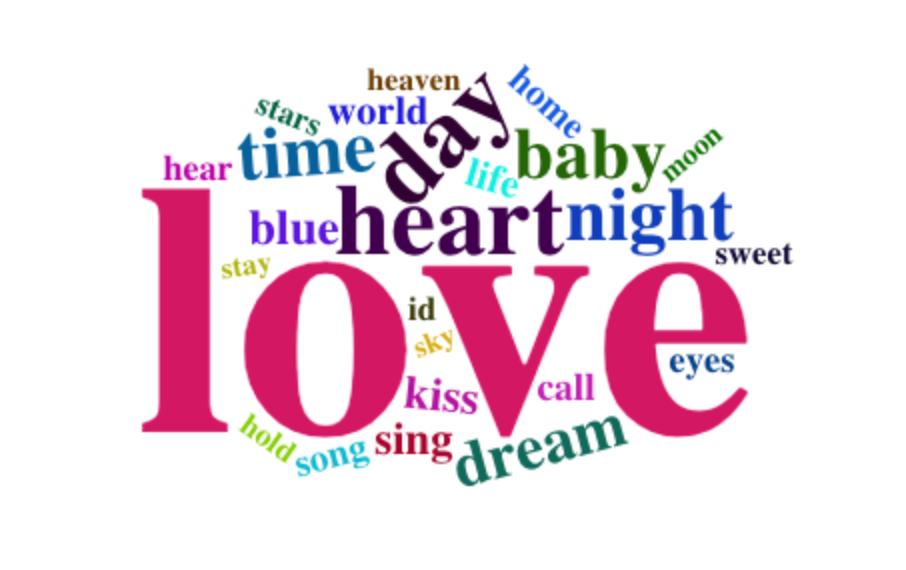 heaven
home
stars
world
day
time
baby
moon
hear
life
heart
night
blue
sweet
stay
love
id
sky
eyes
kiss
call
hold
song
sing
dream